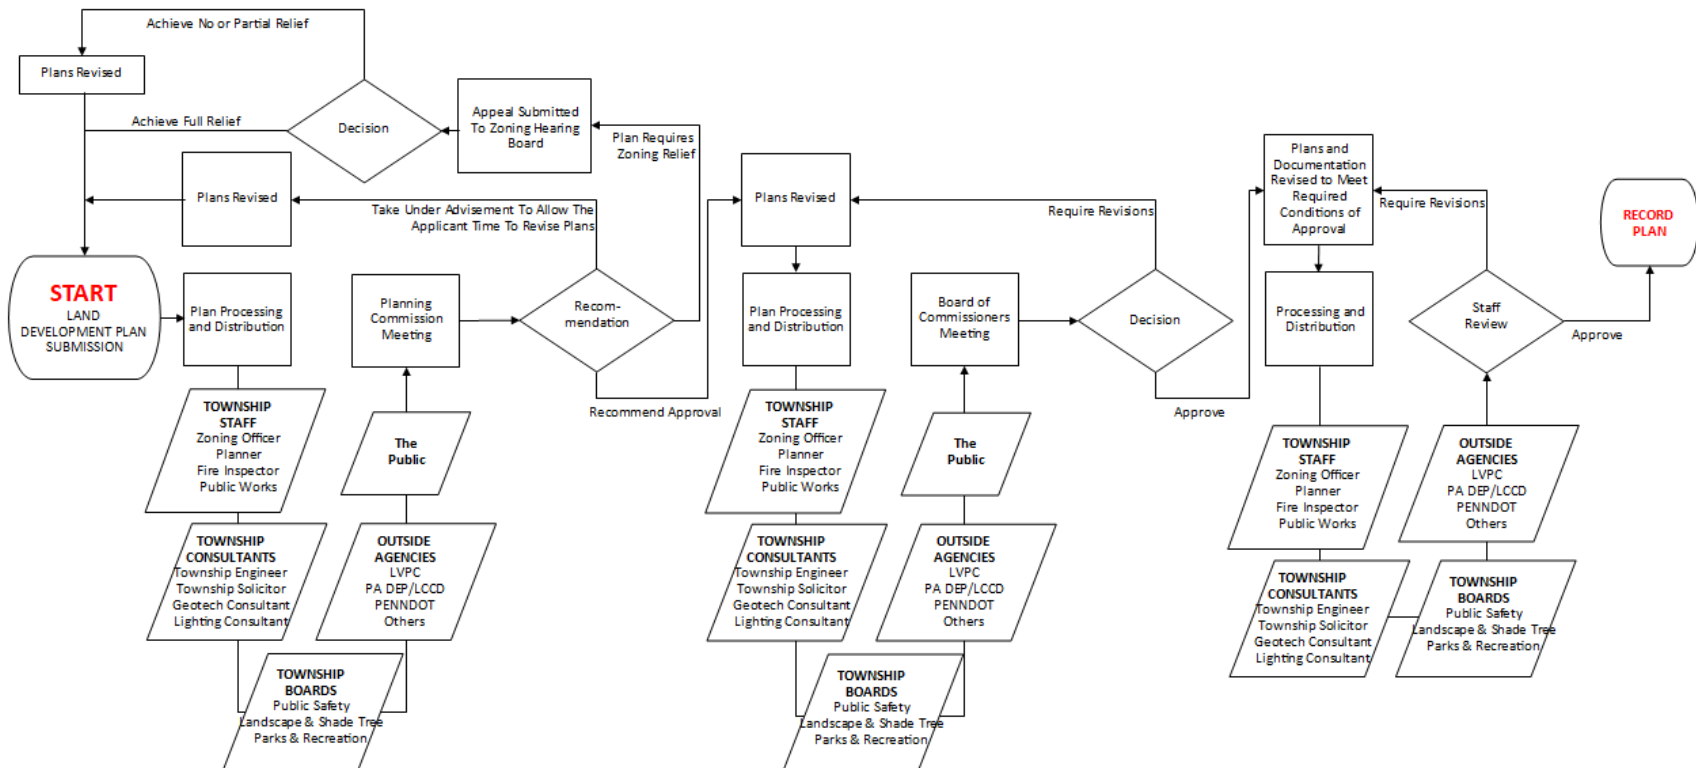 Achieve No or Partial Relief
Plans Revised
Achieve Full Relief
Decision
Appeal Submitted
To Zoning Hearing
Board
Plan Requires
Zoning Relief
Plans Revised
Take Under Advisement To Allow The
Applicant Time To Revise Plans
START
LAND
DEVELOPMENT PLAN
SUBMISSION
Plan Processing
and Distribution
Planning
Commission
Meeting
Recom-
mendation
Recommend Approval
TOWNSHIP
STAFF
Zoning Officer
Planner
Fire Inspector
Public Works
The
Public
TOWNSHIP
CONSULTANTS
Township Engineer
Township Solicitor
Geotech Consultant
Lighting Consultant
OUTSIDE
AGENCIES
LVPC
PA DEP/LCCD
PENNDOT
Others
TOWNSHIP
BOARDS
Public Safety
Landscape & Shade Tree
Parks & Recreation
Plans Revised
Require Revisions
Plan Processing
and Distribution
Board of
Commissioners
Meeting
Decision
Approve
TOWNSHIP
STAFF
Zoning Officer
Planner
Fire Inspector
Public Works
The
Public
TOWNSHIP
CONSULTANTS
Township Engineer
Township Solicitor
Geotech Consultant
Lighting Consultant
OUTSIDE
AGENCIES
LVPC
PA DEP/LCCD
PENNDOT
Others
TOWNSHIP
BOARDS
Public Safety
Landscape & Shade Tree
Parks & Recreation
Plans and
Documentation
Revised to Meet
Required
Conditions of
Approval
Require Revisions
Processing and
Distribution
Staff
Review
Approve
RECORD
PLAN
TOWNSHIP
STAFF
Zoning Officer
Planner
Fire Inspector
Public Works
OUTSIDE
AGENCIES
LVPC
PA DEP/LCCD
PENNDOT
Others
TOWNSHIP
CONSULTANTS
Township Engineer
Township Solicitor
Geotech Consultant
Lighting Consultant
TOWNSHIP
BOARDS
Public Safety
Landscape & Shade Tree
Parks & Recreation